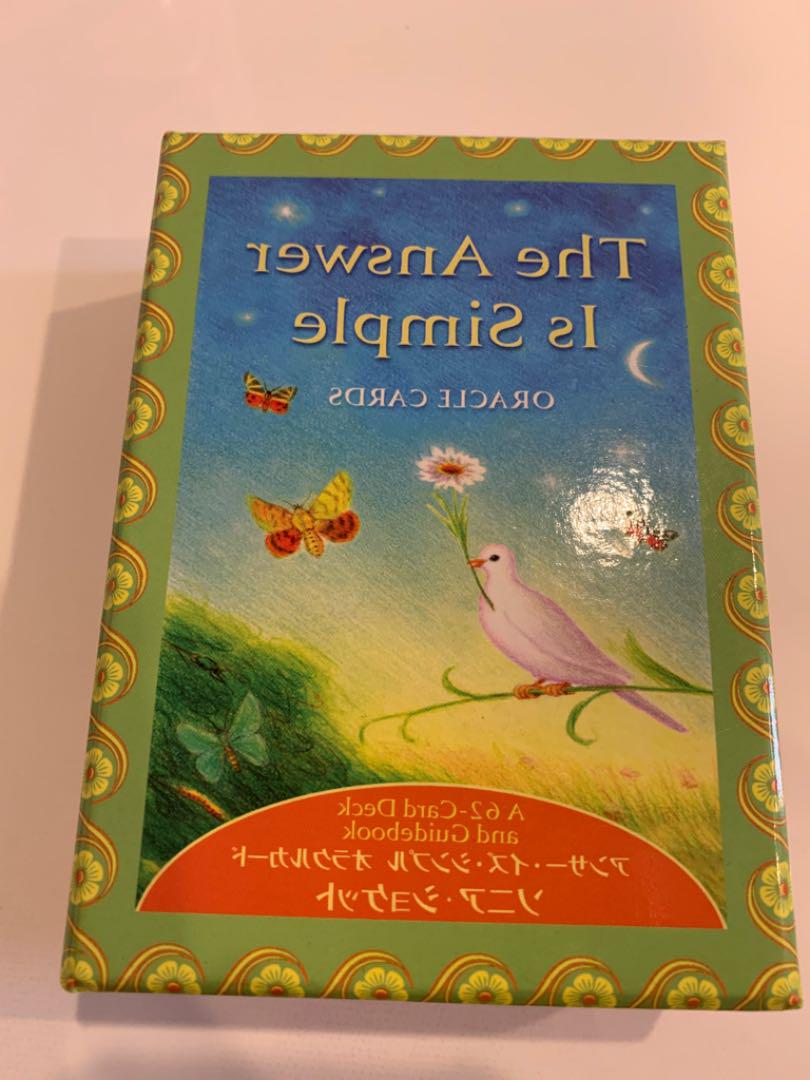 The Answer
Is Simple
ORACLE CARDS
A 62-Card Deck
and Guidebook
アンサー・イズ・シンプル オラクルカード
ソニア・ショケット